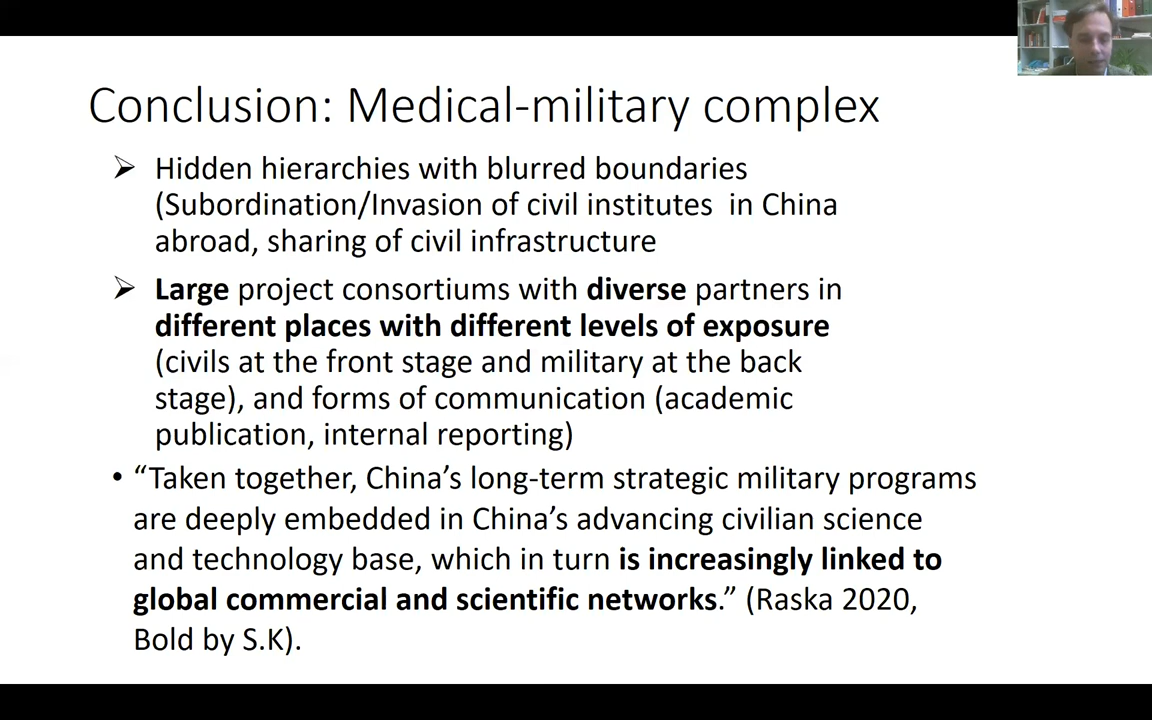 Conclusion: Medical-military complex
➢ Hidden hierarchies with blurred boundaries
(Subordination/Invasion of civil institutes  in China
abroad, sharing of civil infrastructure
➢ Large project consortiums with diverse partners in
different places with different levels of exposure
(civils at the front stage and military at the back
stage), and forms of communication (academic
publication, internal reporting)
• “Taken together, China’s long-term strategic military programs
are deeply embedded in China’s advancing civilian science
and technology base, which in turn is increasingly linked to
global commercial and scientific networks.” (Raska 2020,
Bold by S.K).